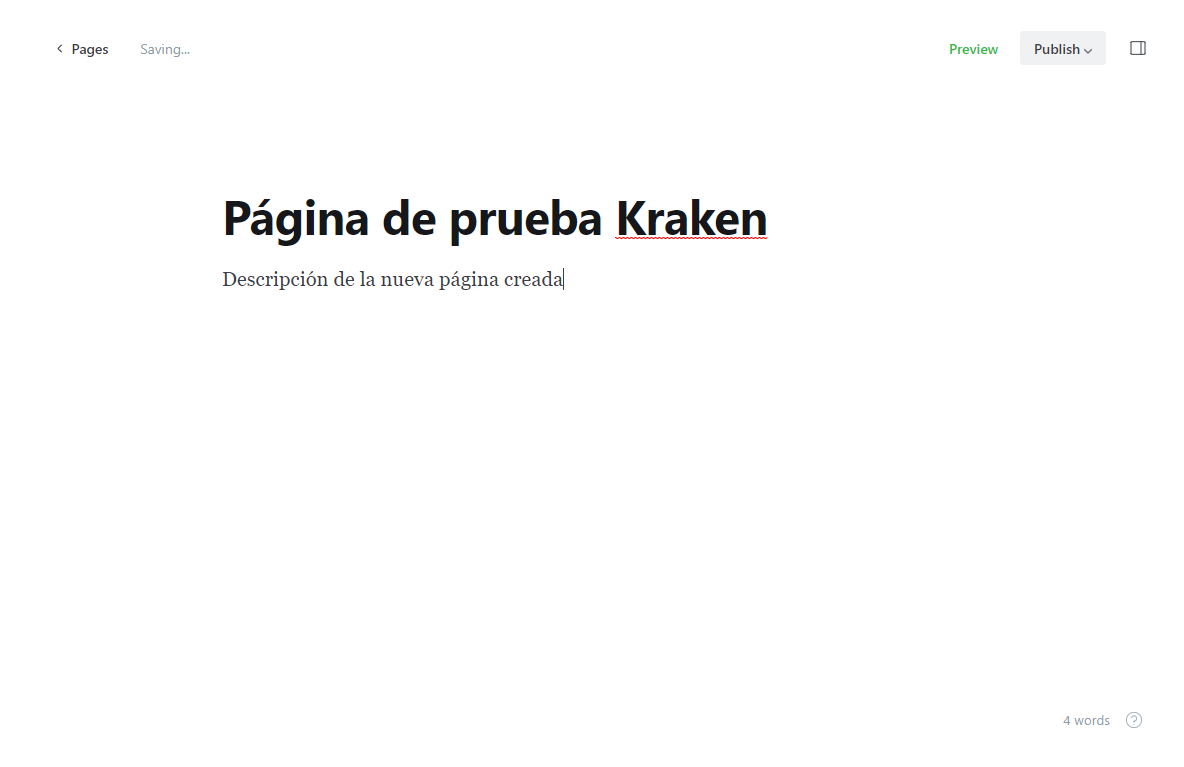 Pages
Saving...
Preview
Publish
Página de prueba Kraken
Descripción de la nueva página creada
4 words
?